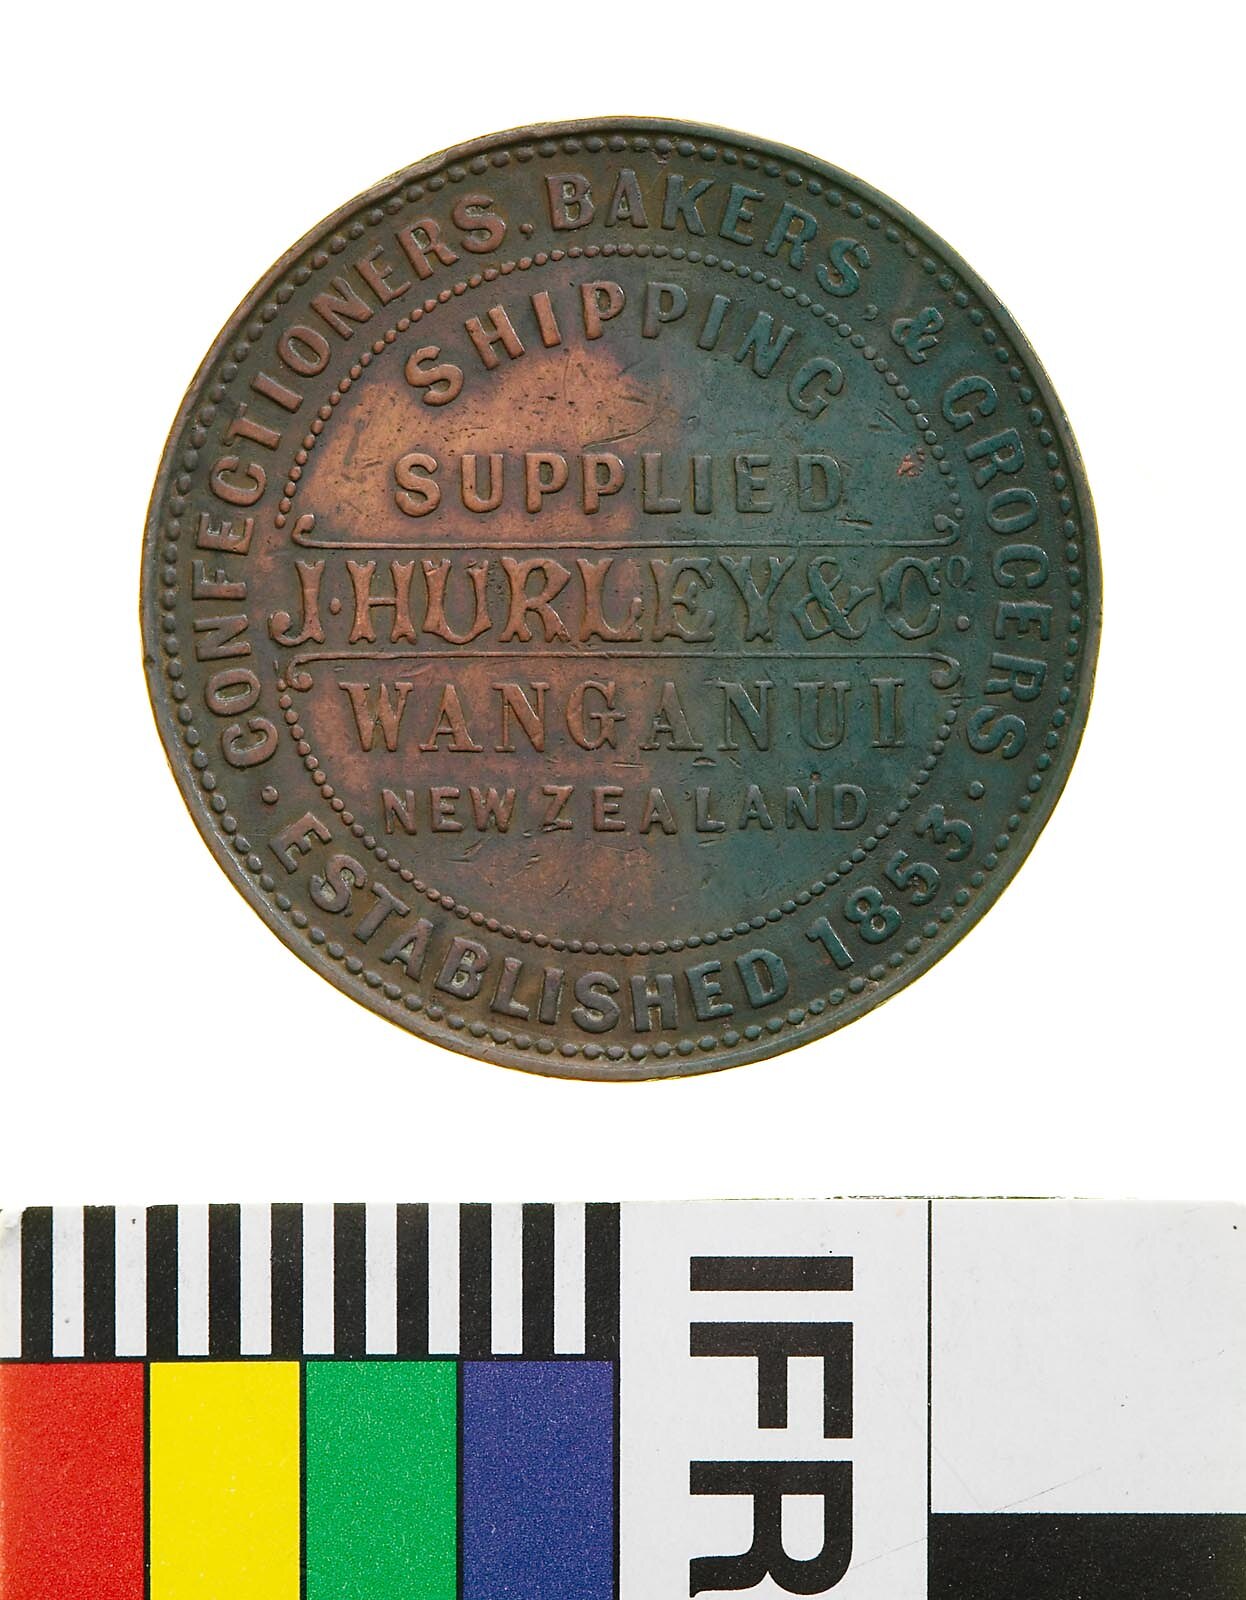 CONFECTIONERS, BAKERS, & GROCERS
SHIPPING
SUPPLIED
J. HURLEY & Cº.
WANGANUI
NEW ZEALAND
· ESTABLISHED 1853 ·
IFR